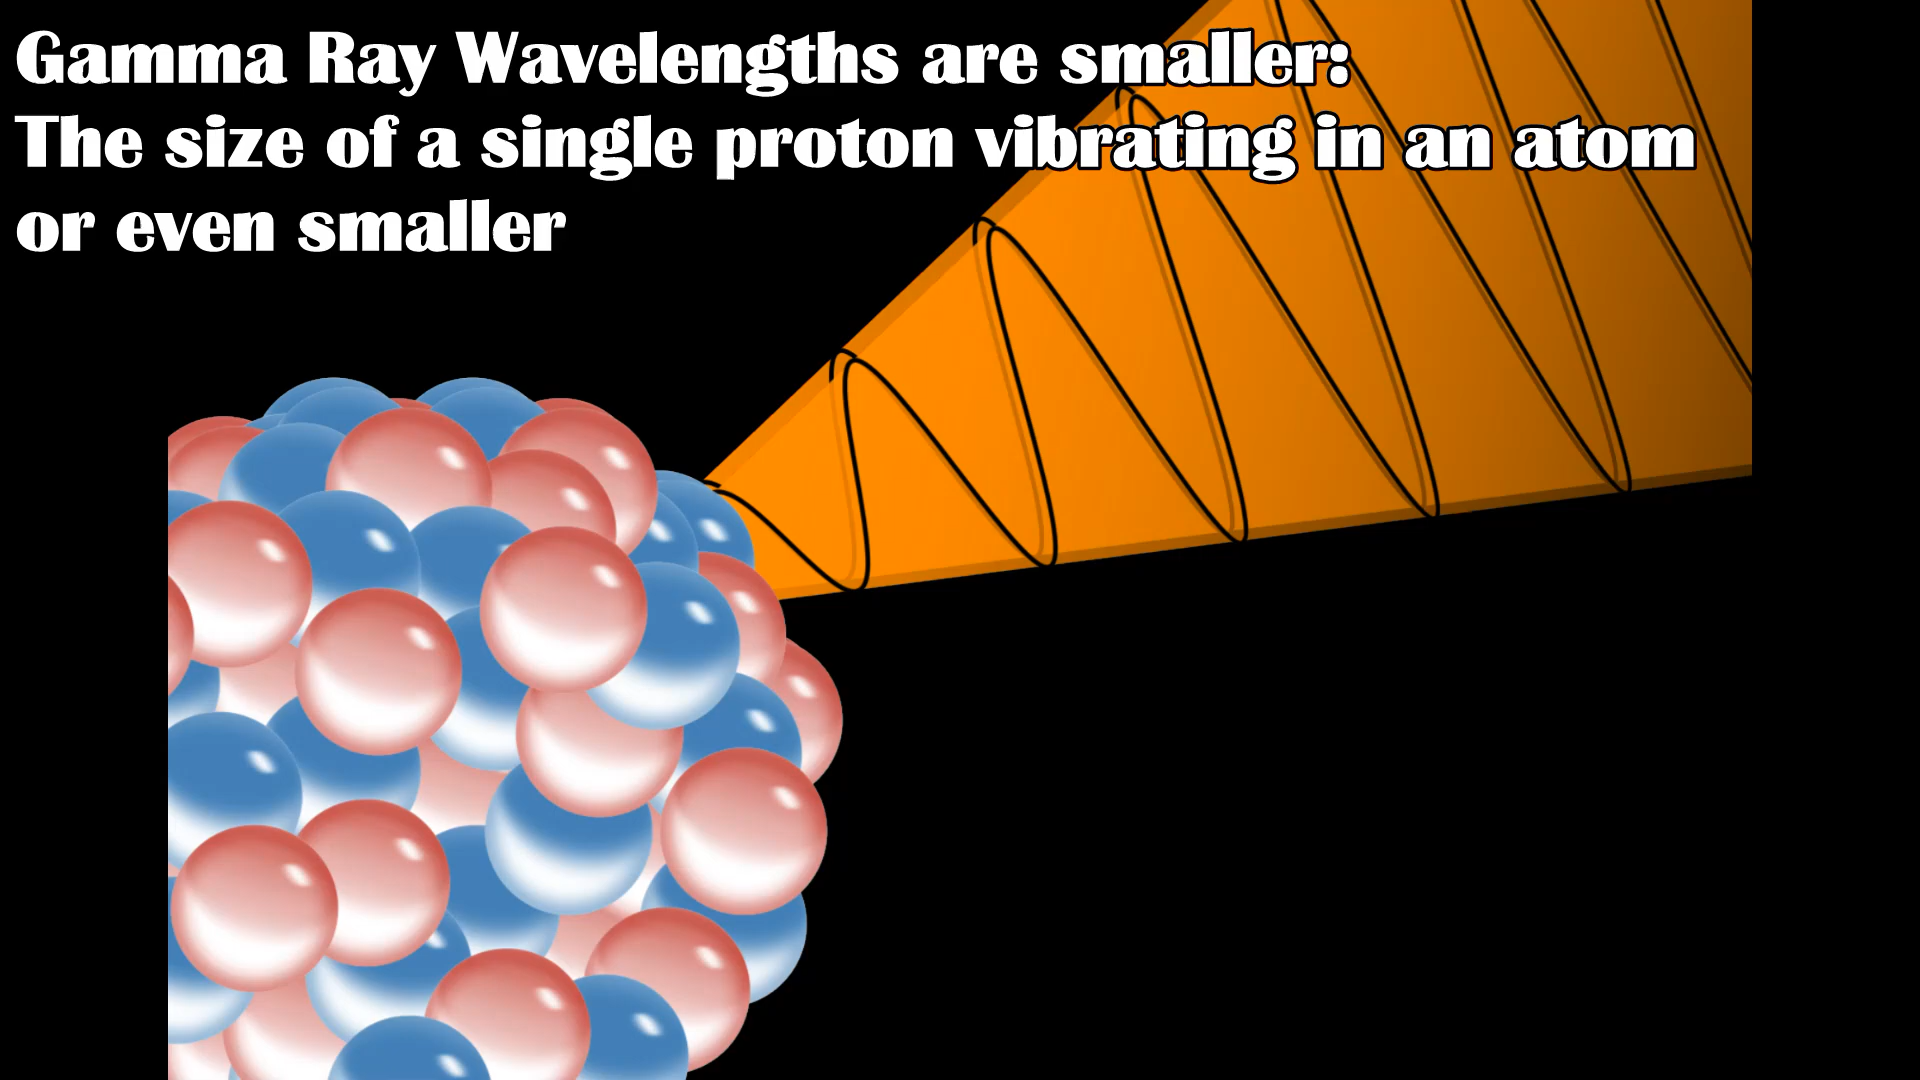 Gamma Ray Wavelengths are smaller:
The size of a single proton vibrating in an atom
or even smaller